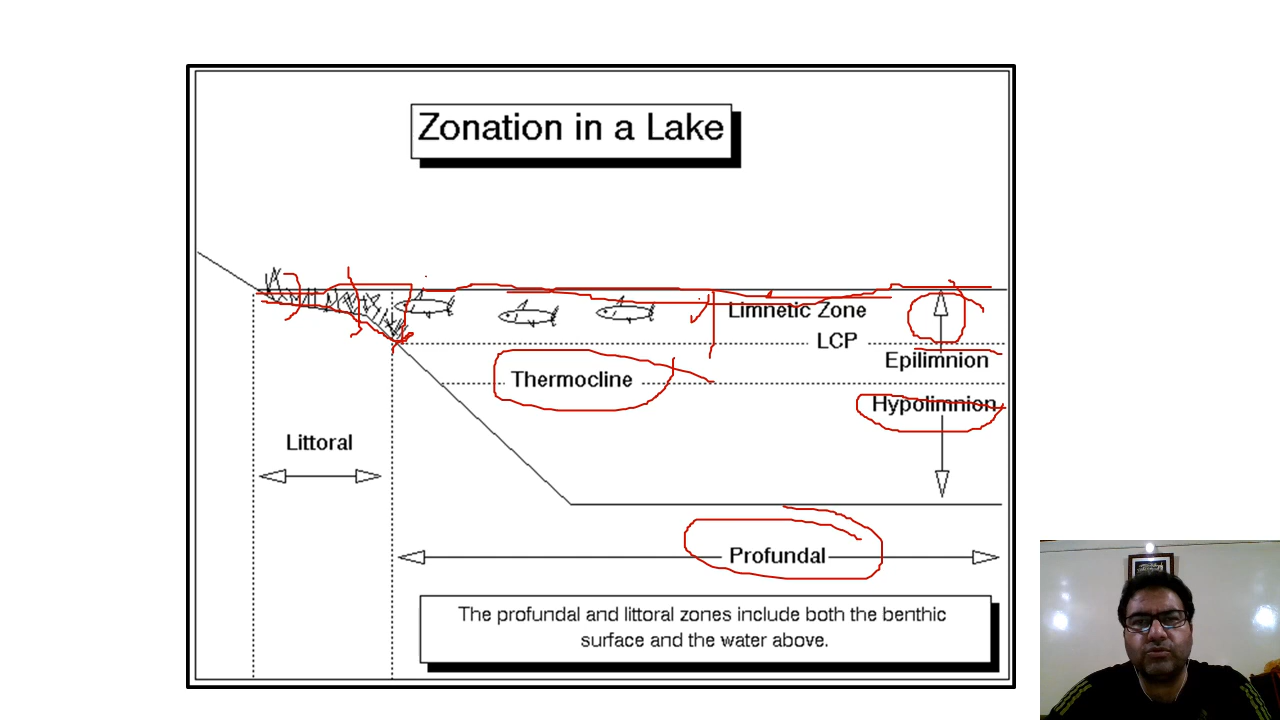 Zonation in a Lake
Limnetic Zone
LCP
Epilimnion
Thermocline
Hypolimnion
Littoral
Profundal
The profundal and littoral zones include both the benthic
surface and the water above.